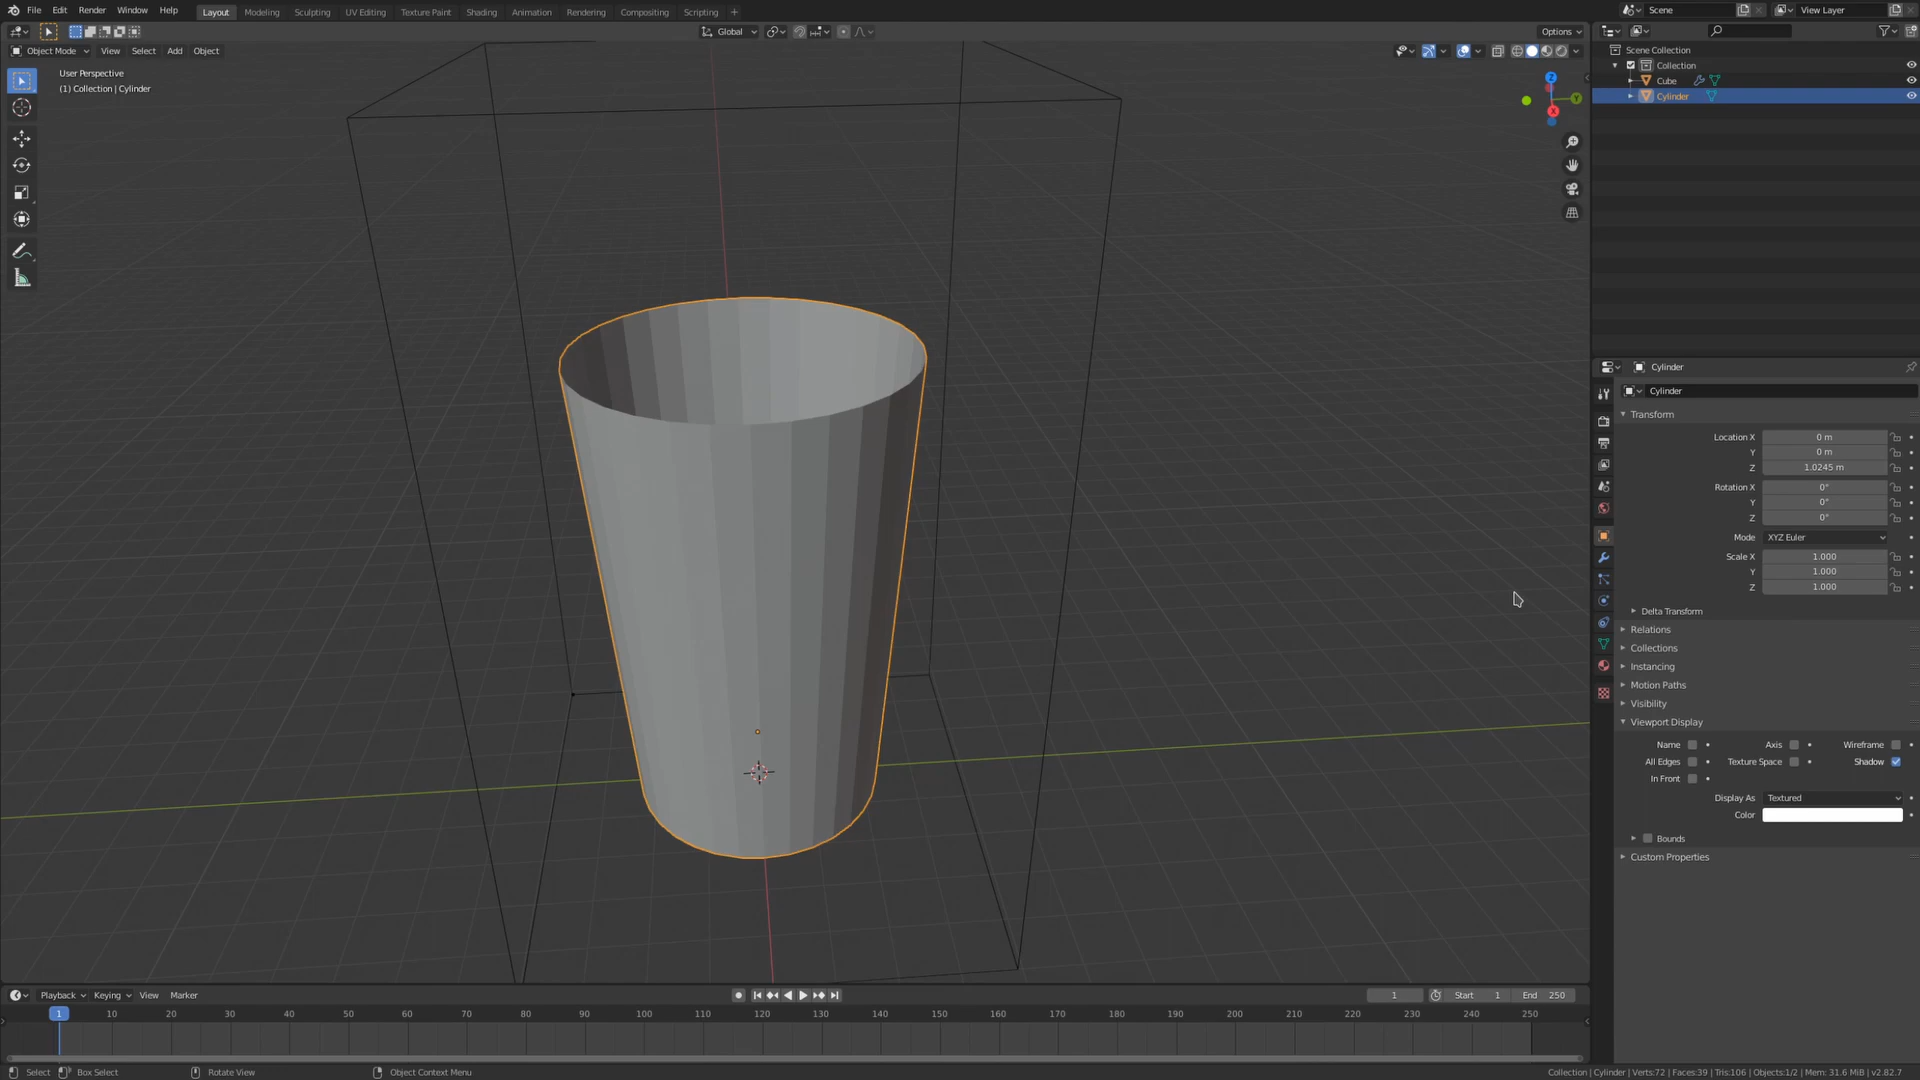 File Edit Render Window Help Layout Modeling Sculpting UV Editing Texture Paint Shading Animation Rendering Compositing Scripting + Scene View Layer
Global Options
Object Mode View Select Add Object
User Perspective
(1) Collection | Cylinder
Z
Y
X
Scene Collection
Collection
Cube
Cylinder
Cylinder
Cylinder
Transform
Location X 0 m
Y 0 m
Z 1.0245 m
Rotation X 0°
Y 0°
Z 0°
Mode XYZ Euler
Scale X 1.000
Y 1.000
Z 1.000
Delta Transform
Relations
Collections
Instancing
Motion Paths
Visibility
Viewport Display
Name Axis Wireframe
All Edges Texture Space Shadow
In Front
Display As Textured
Color
Bounds
Custom Properties
Playback Keying View Marker 1 Start 1 End 250
1 10 20 30 40 50 60 70 80 90 100 110 120 130 140 150 160 170 180 190 200 210 220 230 240 250
Select Box Select Rotate View Object Context Menu Collection | Cylinder | Verts:72 | Faces:39 | Tris:106 | Objects:1/2 | Mem: 31.6 MiB | v2.82.7